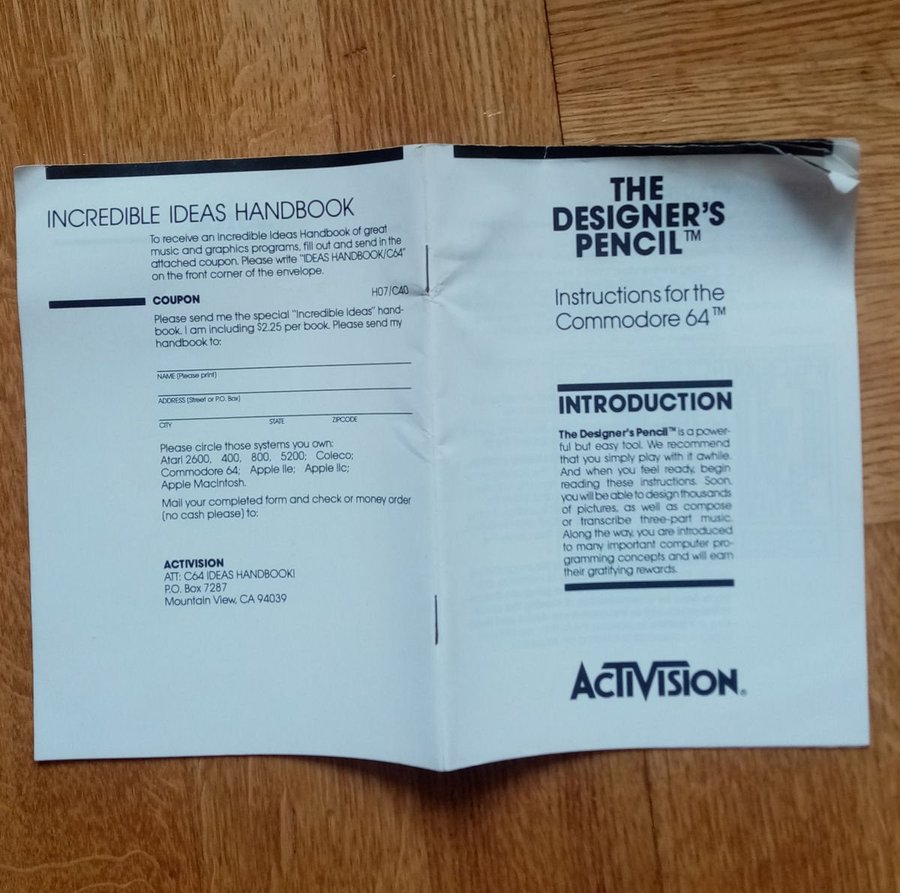 INCREDIBLE IDEAS HANDBOOK
To receive an Incredible Ideas Handbook of great
music and graphics programs, fill out and send in the
attached coupon. Please write "IDEAS HANDBOOK/C64"
on the front corner of the envelope.
H07/C40
COUPON
Please send me the special "Incredible Ideas" hand-
book. I am including $2.25 per book. Please send my
handbook to:
NAME (Please print)
ADDRESS (Street or P.O. Box)
CITY STATE ZIPCODE
Please circle those systems you own:
Atari 2600, 400, 800, 5200; Coleco;
Commodore 64; Apple IIe; Apple IIc;
Apple Macintosh.
Mail your completed form and check or money order
(no cash please) to:
ACTIVISION
ATT: C64 IDEAS HANDBOOK!
P.O. Box 7287
Mountain View, CA 94039
THE
DESIGNER'S
PENCIL™
Instructions for the
Commodore 64™
INTRODUCTION
The Designer's Pencil™ is a power-
ful but easy tool. We recommend
that you simply play with it awhile.
And when you feel ready, begin
reading these instructions. Soon,
you will be able to design thousands
of pictures, as well as compose
or transcribe three-part music.
Along the way, you are introduced
to many important computer pro-
gramming concepts and will earn
their gratifying rewards.
ACTIVISION®